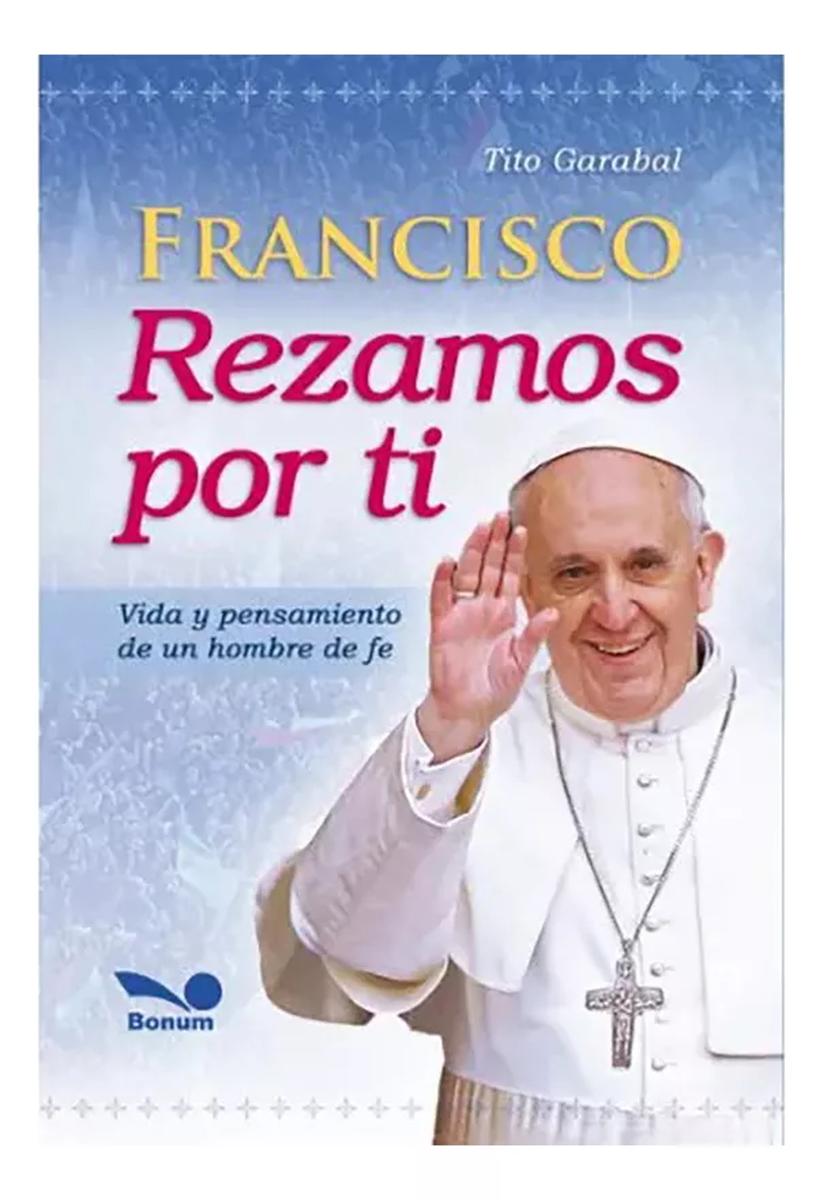 Tito Garabal
FRANCISCO
Rezamos
por ti
Vida y pensamiento
de un hombre de fe
Bonum